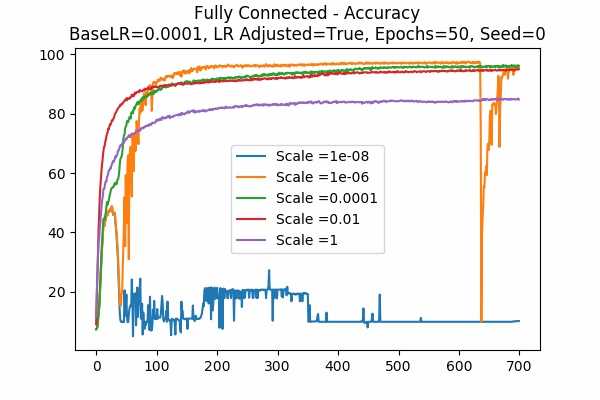 Fully Connected - Accuracy
BaseLR=0.0001, LR Adjusted=True, Epochs=50, Seed=0
100
80
60
40
20
Scale =1e-08
Scale =1e-06
Scale =0.0001
Scale =0.01
Scale =1
0 100 200 300 400 500 600 700